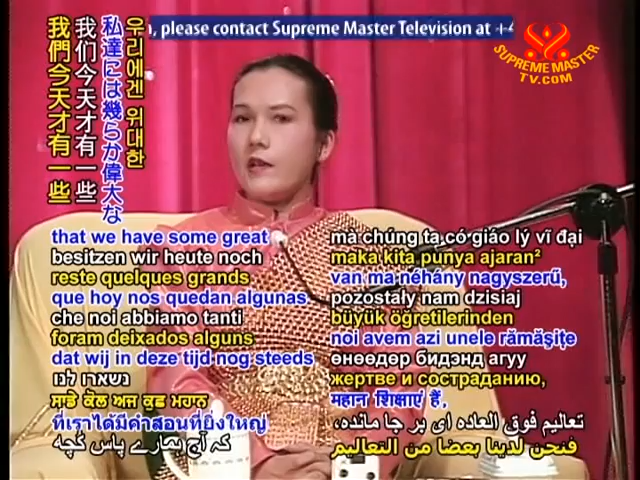 , please contact Supreme Master Television at +4
SUPREME MASTER
TV.COM
我們今天才有一些
我们今天才有一些
私達には幾らか偉大な
우리에겐 위대한
that we have some great
besitzen wir heute noch
reste quelques grands
que hoy nos quedan algunas
che noi abbiamo tanti
foram deixados alguns
dat wij in deze tijd nog steeds
נשארו לנו
ਸਾਡੇ ਕੋਲ ਅਜ ਕੁਛ ਮਹਾਨ
ที่เราได้มีคำสอนที่ยิ่งใหญ่
کہ آج ہمارے پاس کچھ
mà chúng ta có giáo lý vĩ đại
maka kita punya ajaran²
van ma néhány nagyszerű,
pozostały nam dzisiaj
büyük öğretilerinden
noi avem azi unele rămăşiţe
өнөөдөр бидэнд агуу
жертве и состраданию,
महान शिक्षाएं हैं,
تعالیم فوق العاده ای بر جا مانده،
فنحن لدينا بعضا من التعاليم